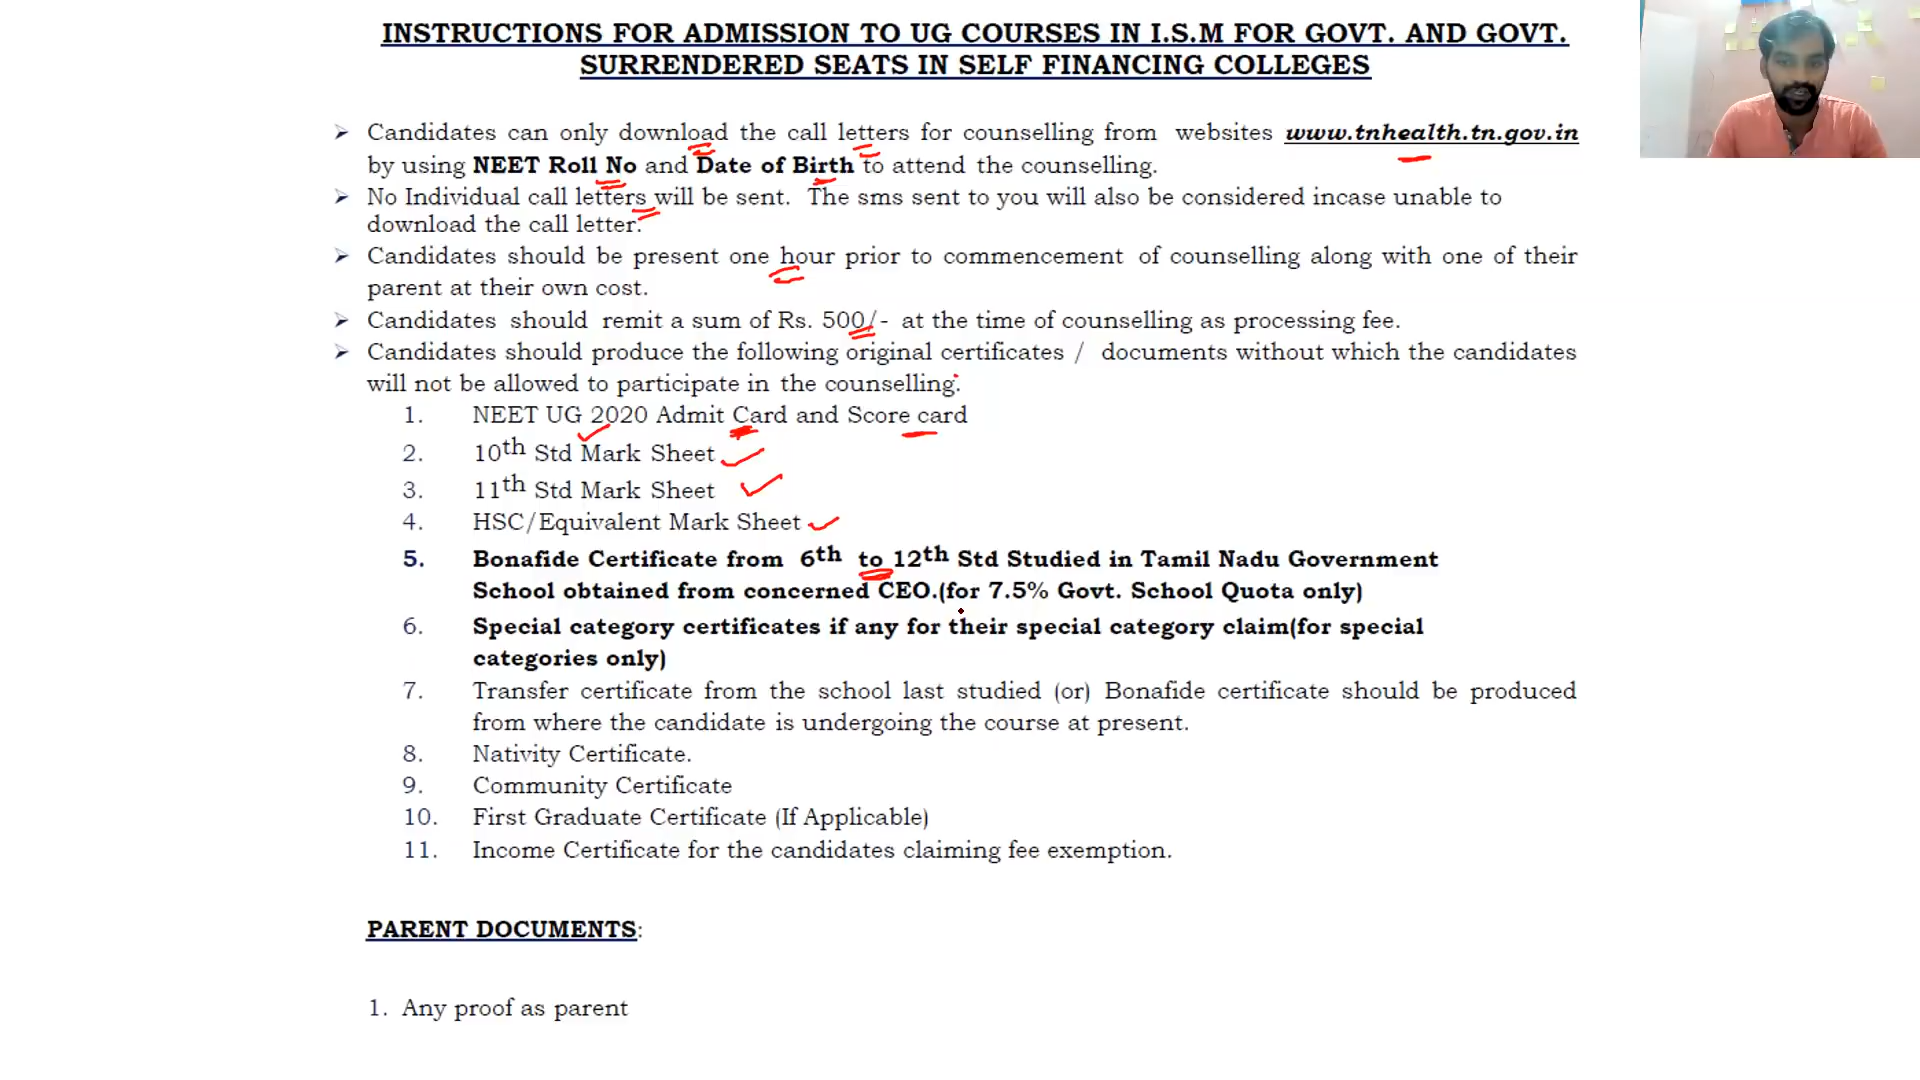 INSTRUCTIONS FOR ADMISSION TO UG COURSES IN I.S.M FOR GOVT. AND GOVT.
SURRENDERED SEATS IN SELF FINANCING COLLEGES
➢ Candidates can only download the call letters for counselling from websites www.tnhealth.tn.gov.in
by using NEET Roll No and Date of Birth to attend the counselling.
➢ No Individual call letters will be sent. The sms sent to you will also be considered incase unable to
download the call letter.
➢ Candidates should be present one hour prior to commencement of counselling along with one of their
parent at their own cost.
➢ Candidates should remit a sum of Rs. 500/- at the time of counselling as processing fee.
➢ Candidates should produce the following original certificates / documents without which the candidates
will not be allowed to participate in the counselling.
1. NEET UG 2020 Admit Card and Score card
2. 10th Std Mark Sheet
3. 11th Std Mark Sheet
4. HSC/Equivalent Mark Sheet
5. Bonafide Certificate from 6th to 12th Std Studied in Tamil Nadu Government
School obtained from concerned CEO.(for 7.5% Govt. School Quota only)
6. Special category certificates if any for their special category claim(for special
categories only)
7. Transfer certificate from the school last studied (or) Bonafide certificate should be produced
from where the candidate is undergoing the course at present.
8. Nativity Certificate.
9. Community Certificate
10. First Graduate Certificate (If Applicable)
11. Income Certificate for the candidates claiming fee exemption.
PARENT DOCUMENTS:
1. Any proof as parent